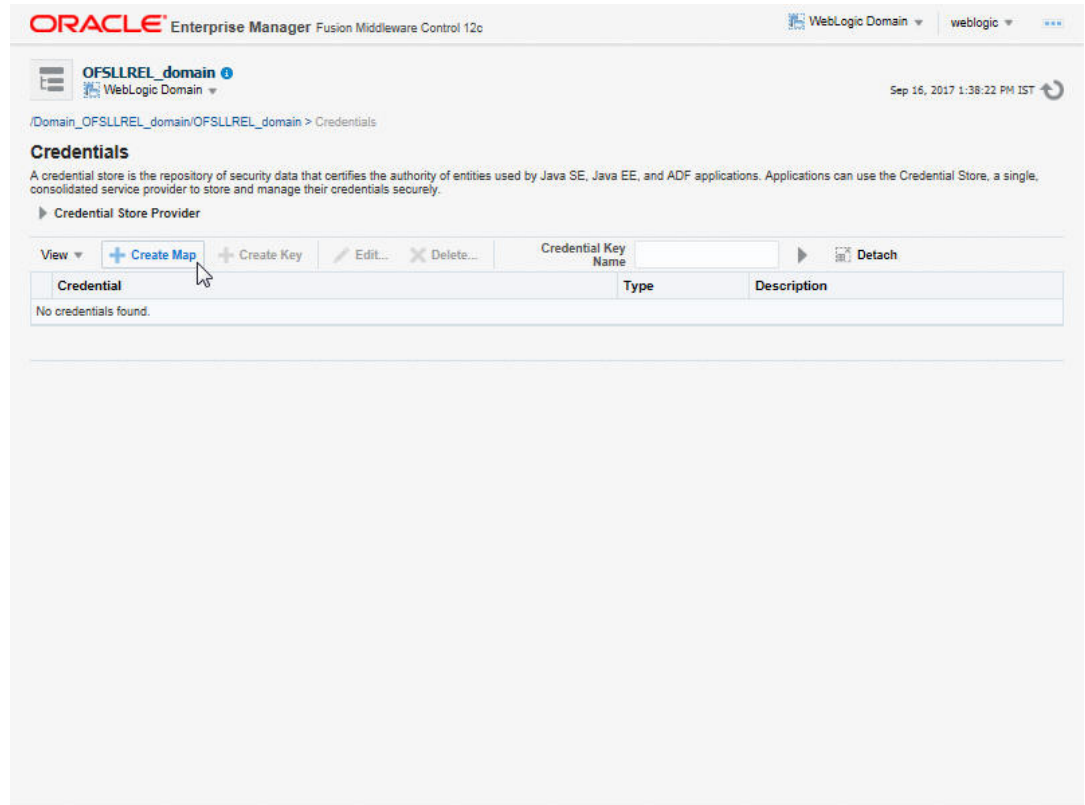 ORACLE® Enterprise Manager Fusion Middleware Control 12c
WebLogic Domain
weblogic
OFSLLREL_domain
WebLogic Domain
Sep 16, 2017 1:38:22 PM IST
/Domain_OFSLLREL_domain/OFSLLREL_domain > Credentials
Credentials
A credential store is the repository of security data that certifies the authority of entities used by Java SE, Java EE, and ADF applications. Applications can use the Credential Store, a single,
consolidated service provider to store and manage their credentials securely.
Credential Store Provider
View
Create Map
Create Key
Edit...
Delete...
Credential Key
Name
Detach
Credential
Type
Description
No credentials found.